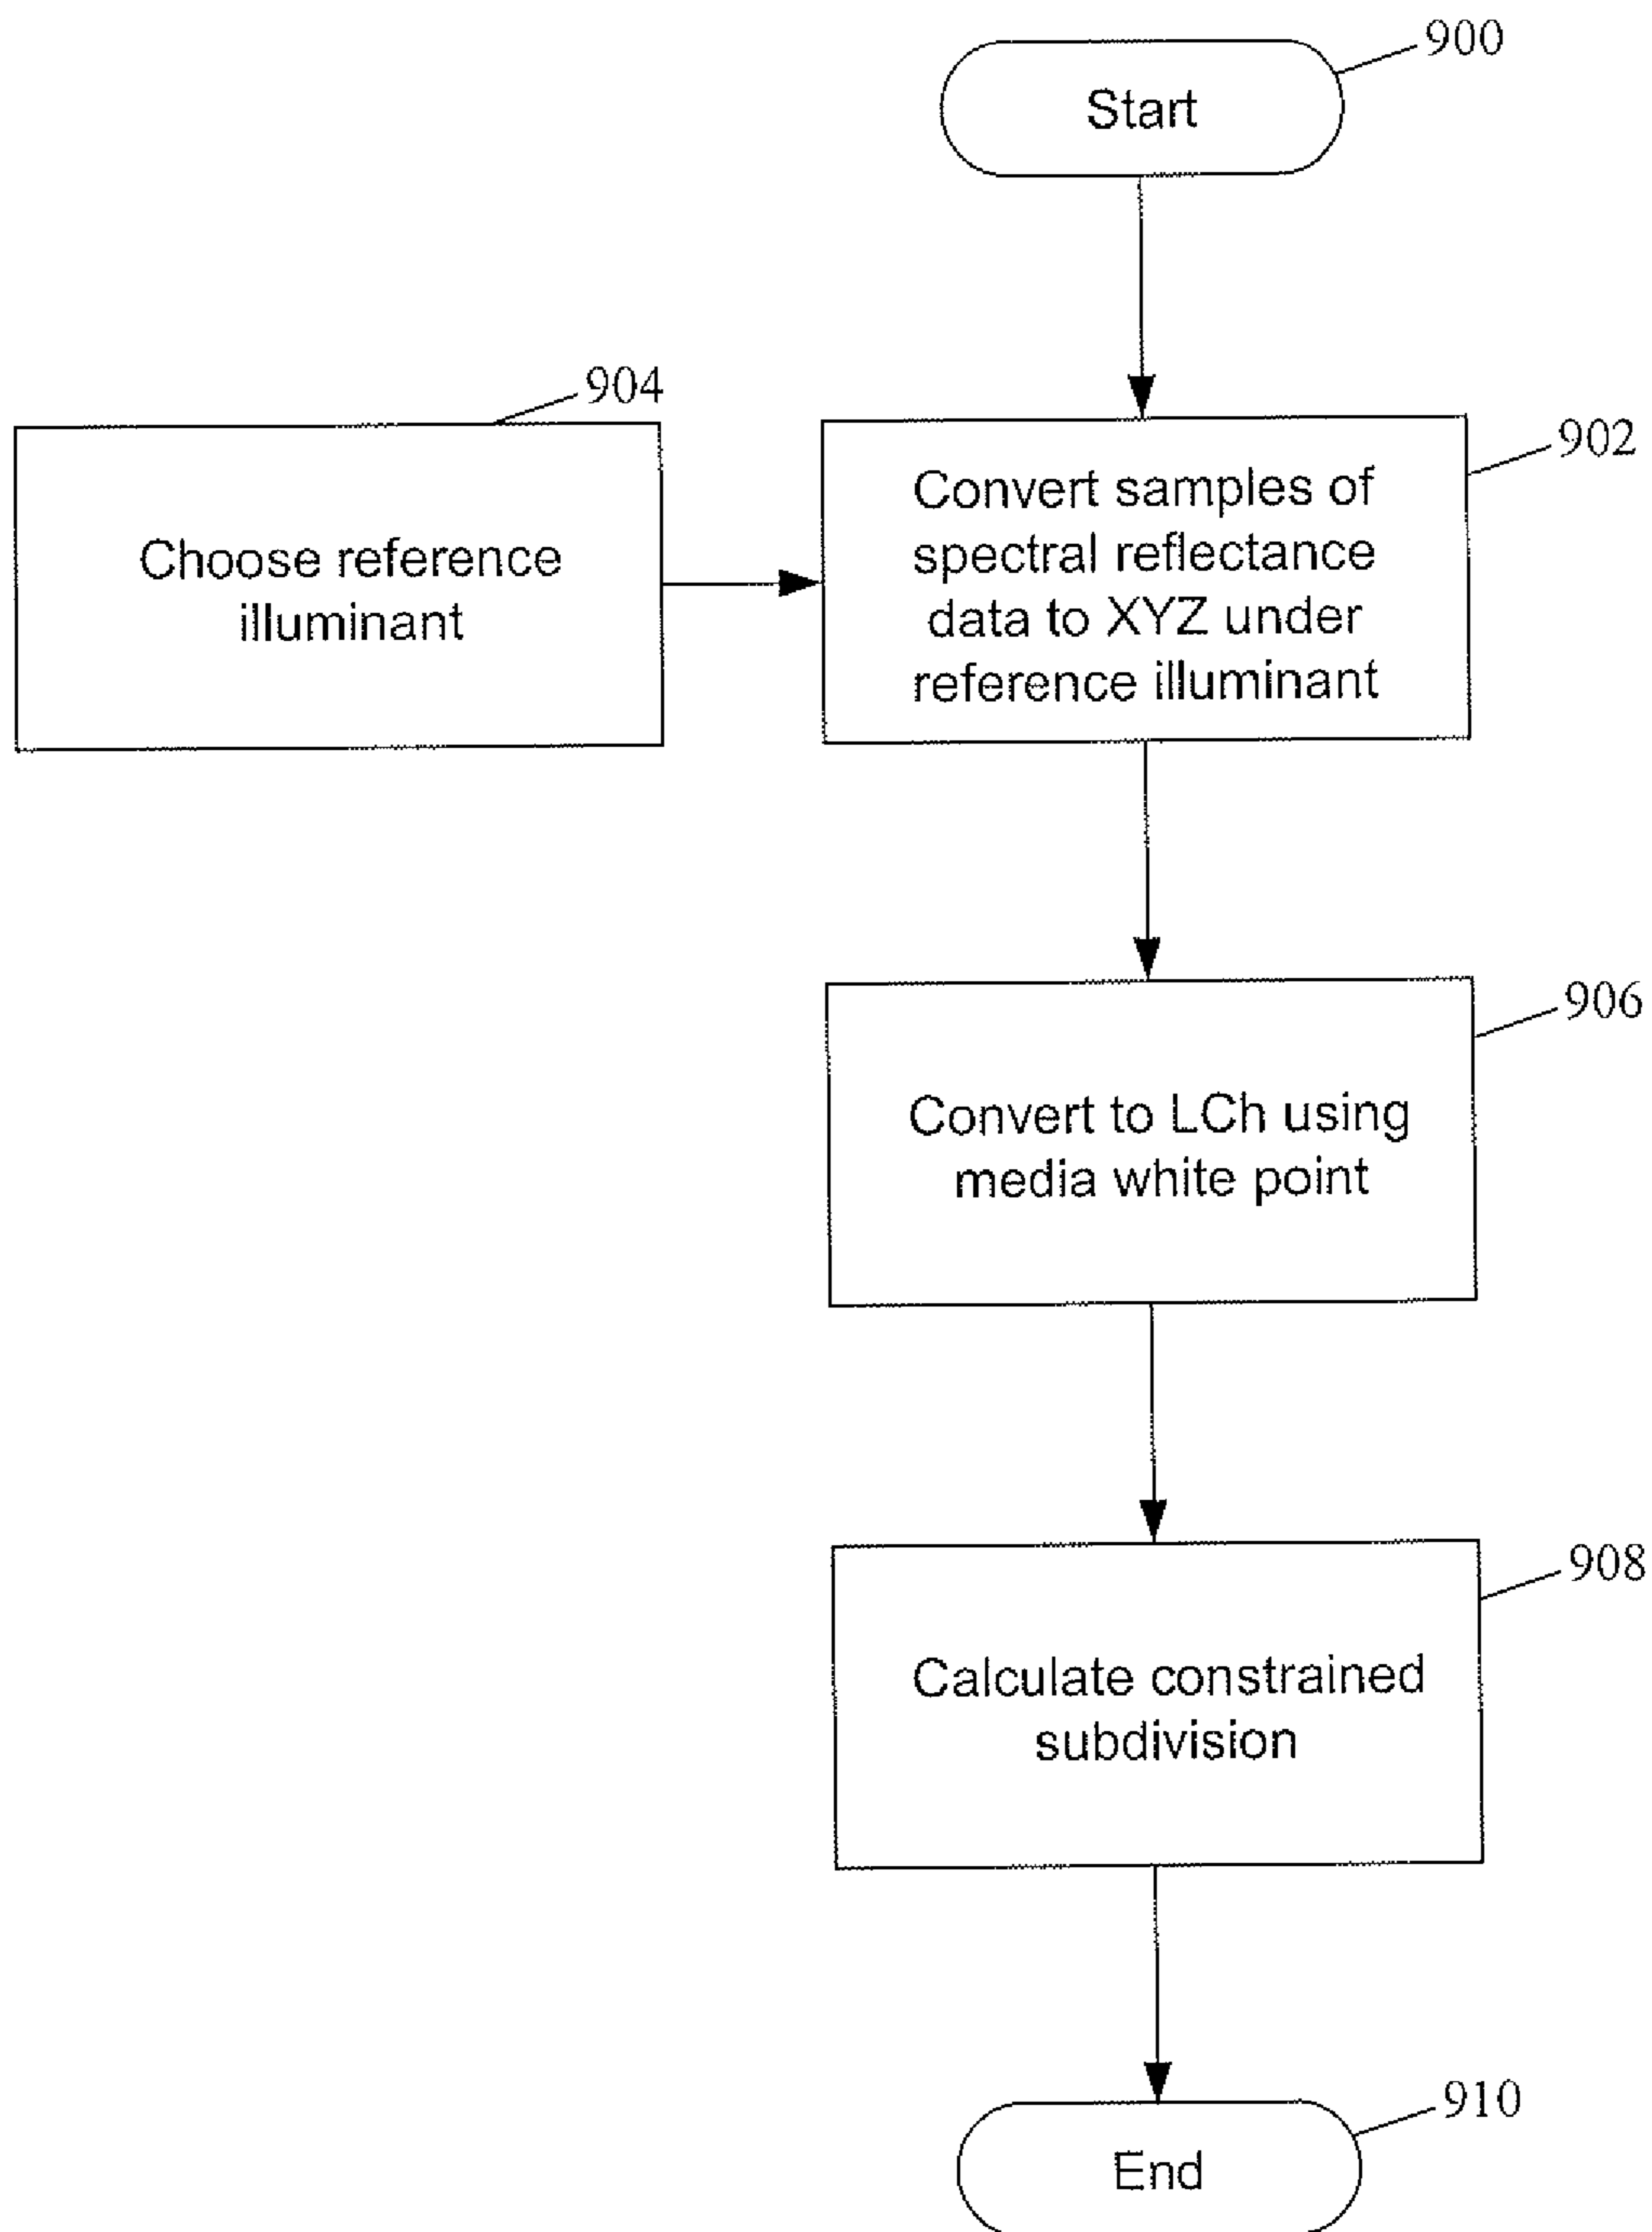 900
Start
904
Choose reference
illuminant
902
Convert samples of
spectral reflectance
data to XYZ under
reference illuminant
906
Convert to LCh using
media white point
908
Calculate constrained
subdivision
910
End